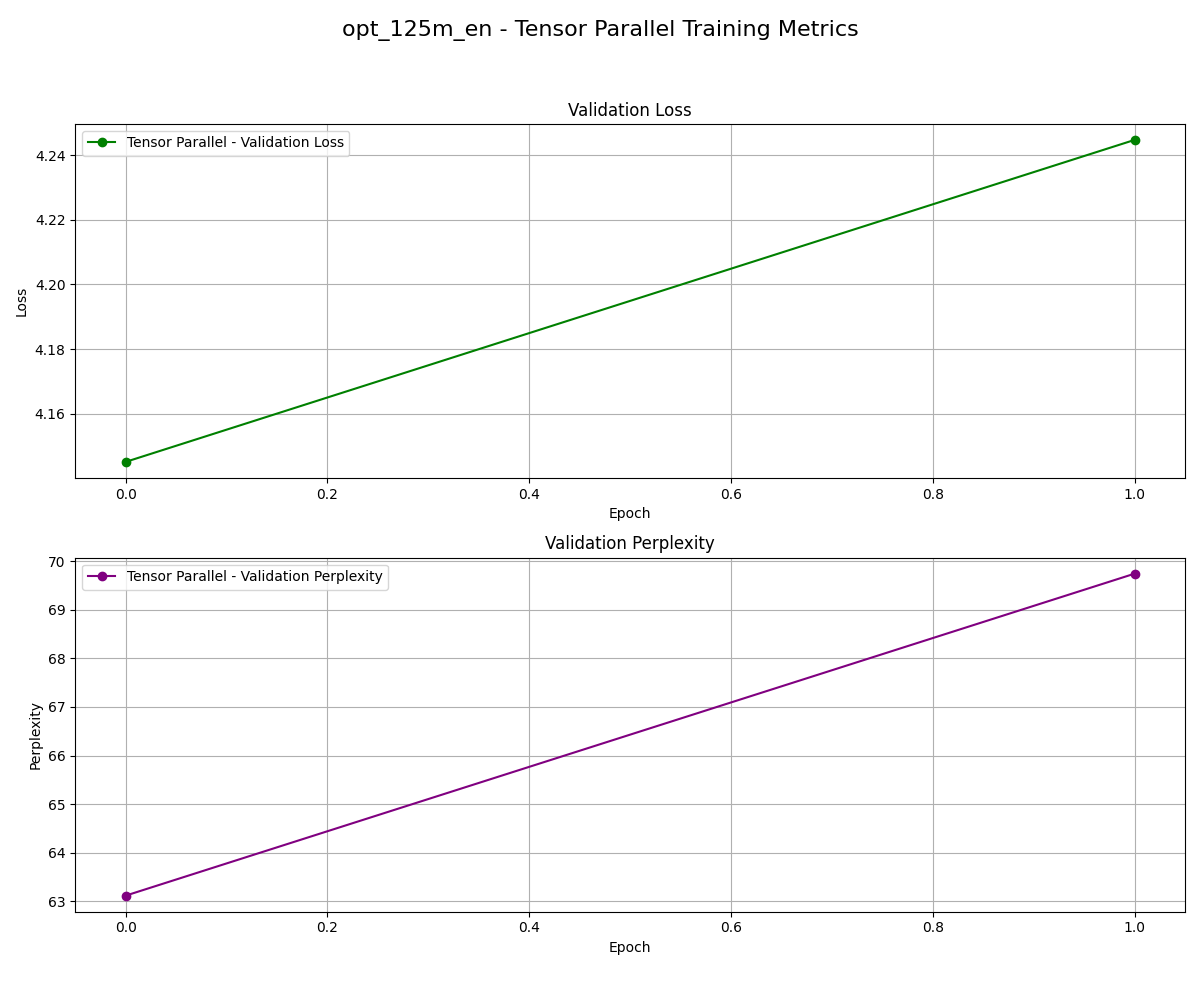 opt_125m_en - Tensor Parallel Training Metrics
Validation Loss
Tensor Parallel - Validation Loss
4.24
4.22
4.20
4.18
4.16
Loss
0.0 0.2 0.4 0.6 0.8 1.0
Epoch
Validation Perplexity
Tensor Parallel - Validation Perplexity
70
69
68
67
66
65
64
63
Perplexity
0.0 0.2 0.4 0.6 0.8 1.0
Epoch